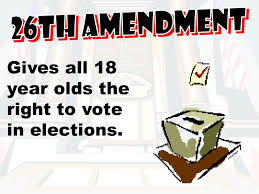 26TH AMENDMENT
Gives all 18
year olds the
right to vote
in elections.